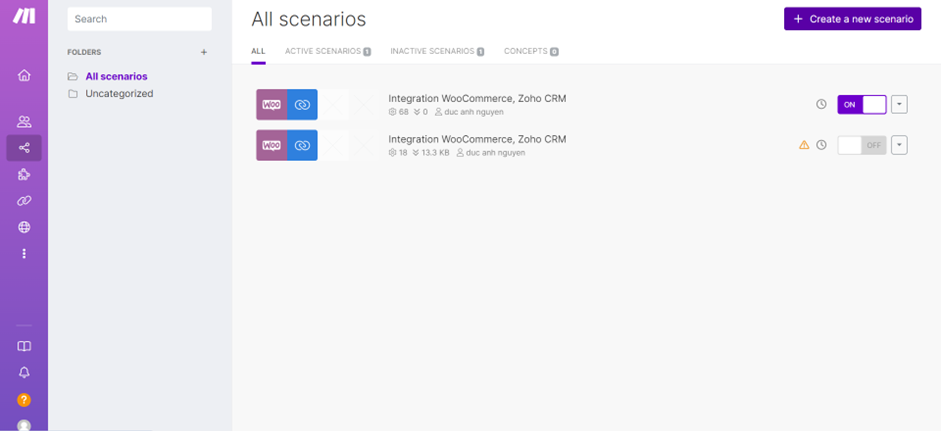 Search
All scenarios
+ Create a new scenario
FOLDERS +
ALL ACTIVE SCENARIOS 1 INACTIVE SCENARIOS 1 CONCEPTS 0
All scenarios
Uncategorized
WOO
Integration WooCommerce, Zoho CRM
68 0 duc anh nguyen
ON
WOO
Integration WooCommerce, Zoho CRM
18 13.3 KB duc anh nguyen
OFF
?